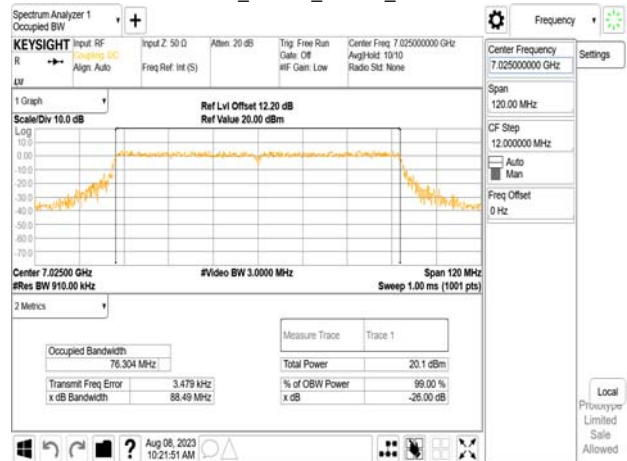 Spectrum Analyzer 1
Occupied BW
Frequency
KEYSIGHT
R
LXI
Input: RF
Coupling: DC
Align: Auto
Input Z: 50 Ω
Freq Ref: Int (S)
Atten: 20 dB
Trig: Free Run
Gate: Off
#IF Gain: Low
Center Freq: 7.025000000 GHz
Avg|Hold: 10/10
Radio Std: None
Center Frequency
7.025000000 GHz
Settings
Span
120.00 MHz
CF Step
12.000000 MHz
Auto
Man
Freq Offset
0 Hz
1 Graph
Scale/Div 10.0 dB
Ref Lvl Offset 12.20 dB
Ref Value 20.00 dBm
Log
10.0
0.00
-10.0
-20.0
-30.0
-40.0
-50.0
-60.0
-70.0
Center 7.02500 GHz
#Video BW 3.0000 MHz
Span 120 MHz
#Res BW 910.00 kHz
Sweep 1.00 ms (1001 pts)
2 Metrics
Measure Trace
Trace 1
Occupied Bandwidth
76.304 MHz
Total Power
20.1 dBm
Transmit Freq Error
3.479 kHz
% of OBW Power
99.00 %
x dB Bandwidth
88.49 MHz
x dB
-26.00 dB
Local
Prototype
Limited
Sale
Allowed
?
Aug 08, 2023
10:21:51 AM